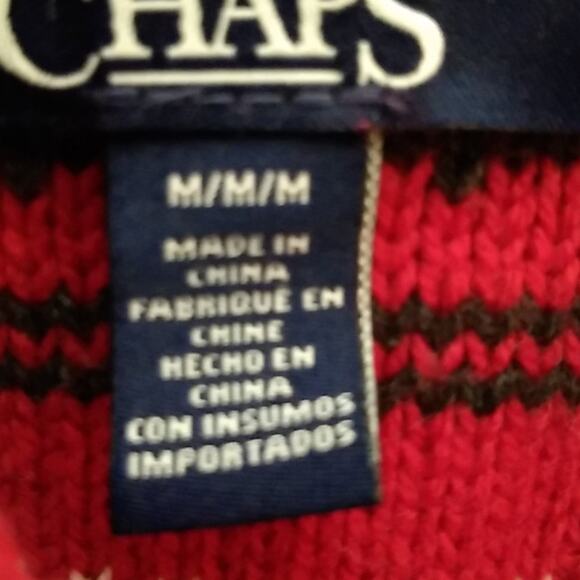 CHAPS
M/M/M
MADE IN
CHINA
FABRIQUÉ EN
CHINE
HECHO EN
CHINA
CON INSUMOS
IMPORTADOS